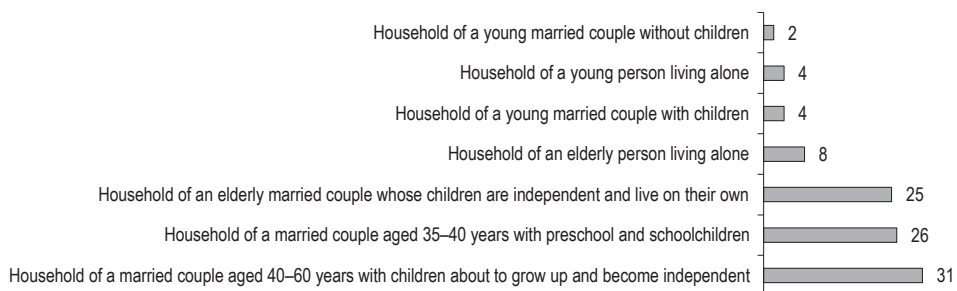 Household of a young married couple without children 2
Household of a young person living alone 4
Household of a young married couple with children 4
Household of an elderly person living alone 8
Household of an elderly married couple whose children are independent and live on their own 25
Household of a married couple aged 35–40 years with preschool and schoolchildren 26
Household of a married couple aged 40–60 years with children about to grow up and become independent 31